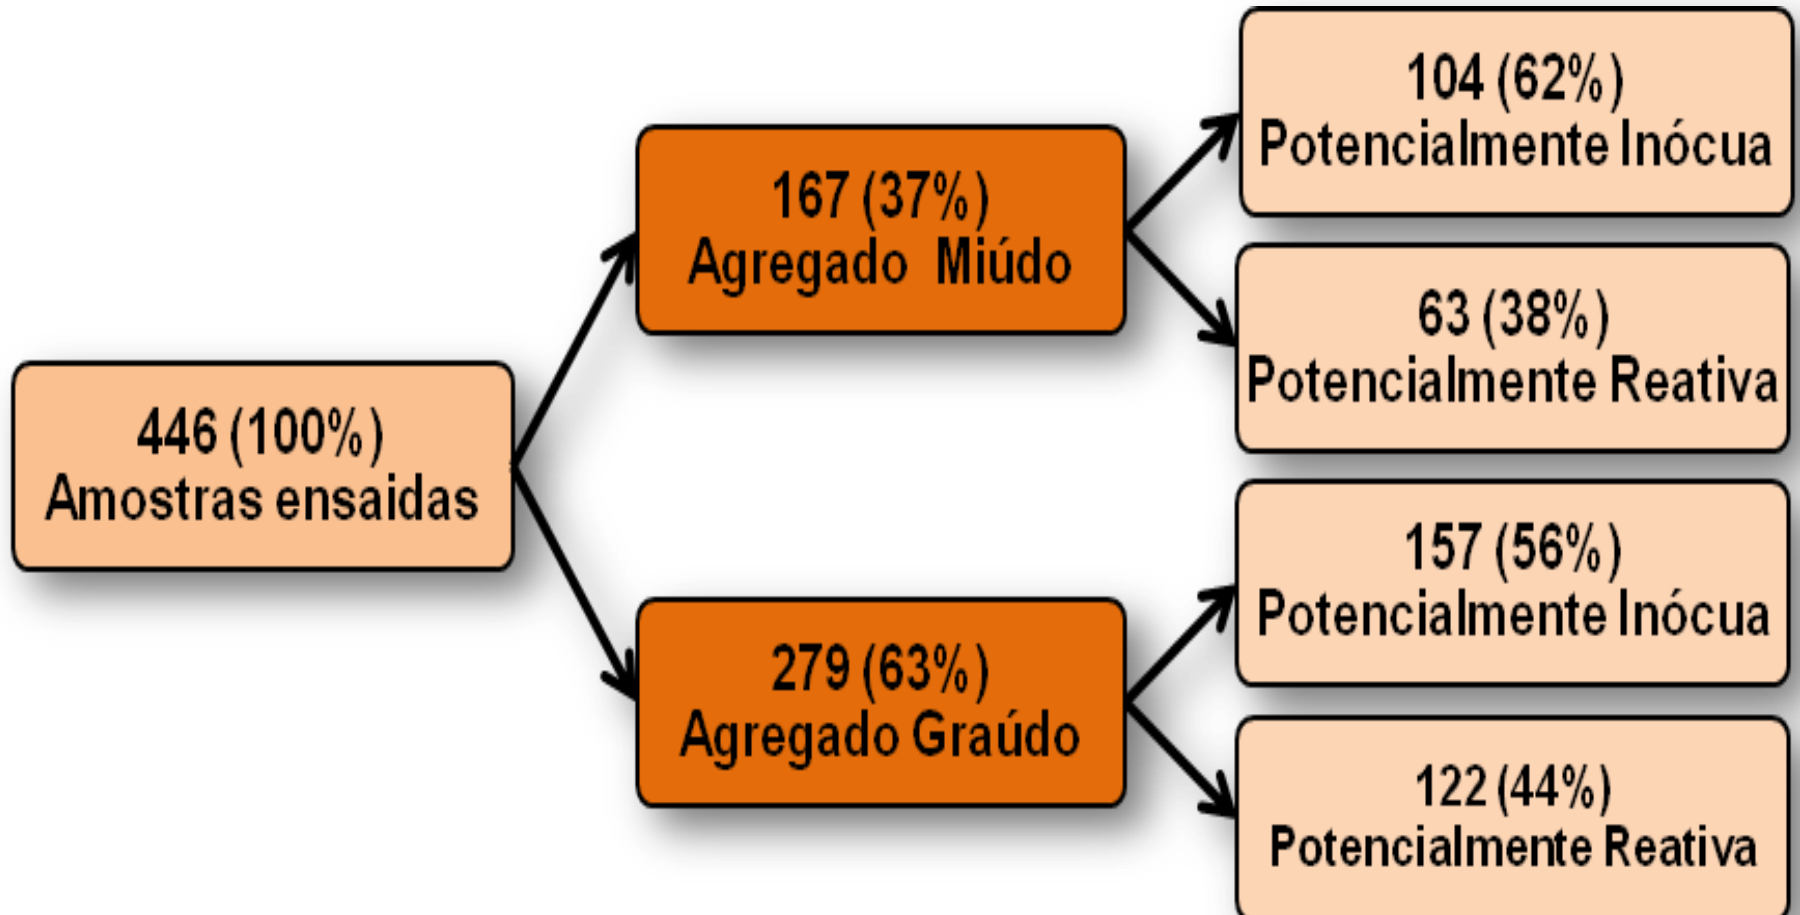 446 (100%)
Amostras ensaidas
167 (37%)
Agregado Miúdo
279 (63%)
Agregado Graúdo
104 (62%)
Potencialmente Inócua
63 (38%)
Potencialmente Reativa
157 (56%)
Potencialmente Inócua
122 (44%)
Potencialmente Reativa